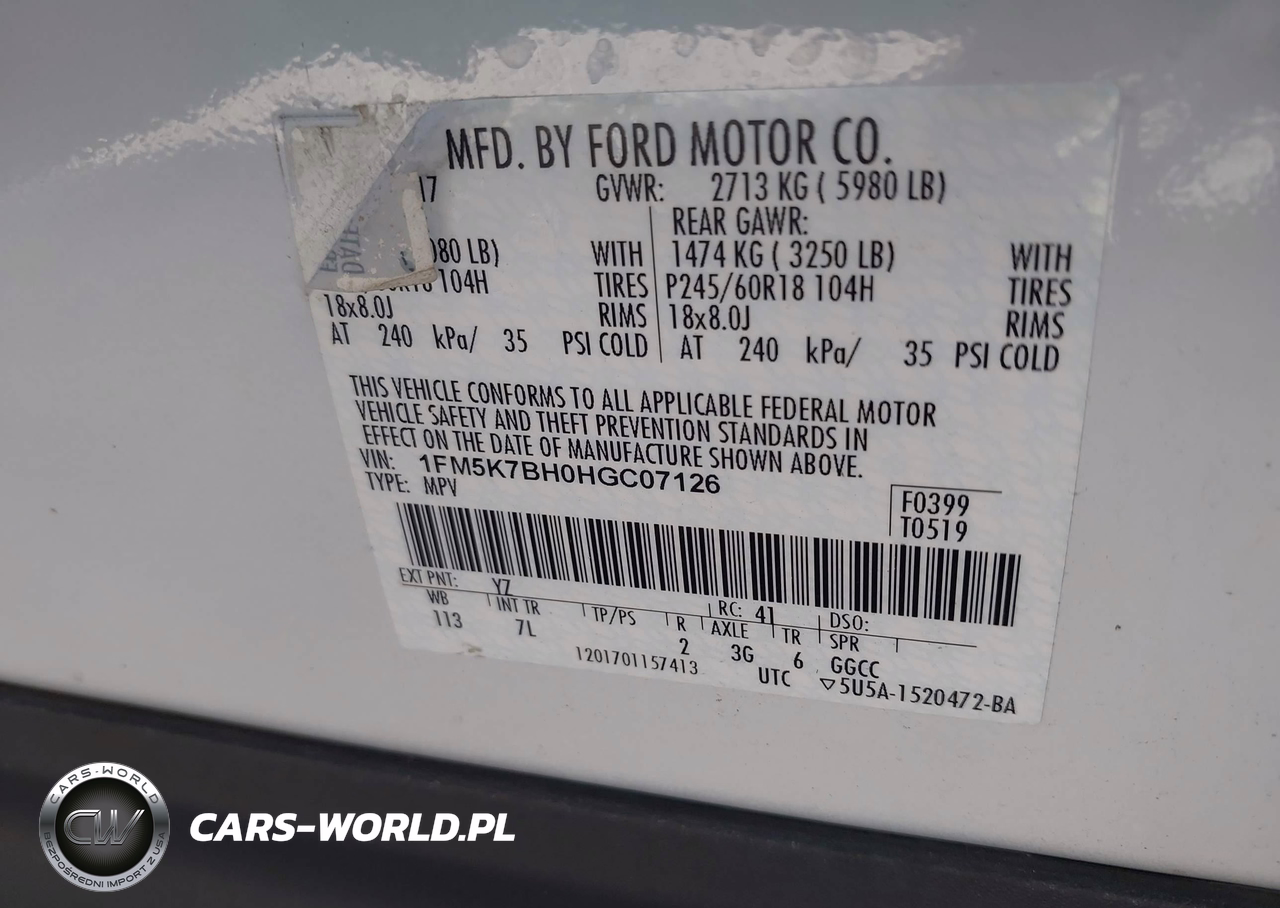 MFD. BY FORD MOTOR CO.
17 GVWR: 2713 KG ( 5980 LB)
REAR GAWR:
080 LB) WITH 1474 KG ( 3250 LB) WITH
104H TIRES P245/60R18 104H TIRES
18x8.0J RIMS 18x8.0J RIMS
AT 240 kPa/ 35 PSI COLD AT 240 kPa/ 35 PSI COLD
THIS VEHICLE CONFORMS TO ALL APPLICABLE FEDERAL MOTOR
VEHICLE SAFETY AND THEFT PREVENTION STANDARDS IN
EFFECT ON THE DATE OF MANUFACTURE SHOWN ABOVE.
VIN: 1FM5K7BH0HGC07126
TYPE: MPV
F0399
T0519
EXT PNT: YZ RC: 41 DSO:
WB INT TR TP/PS R AXLE TR SPR
113 7L 2 3G 6 GGCC
1201701157413 UTC ▽5U5A-1520472-BA
CARS-WORLD
CW
BEZPOŚREDNI IMPORT Z USA
CARS-WORLD.PL